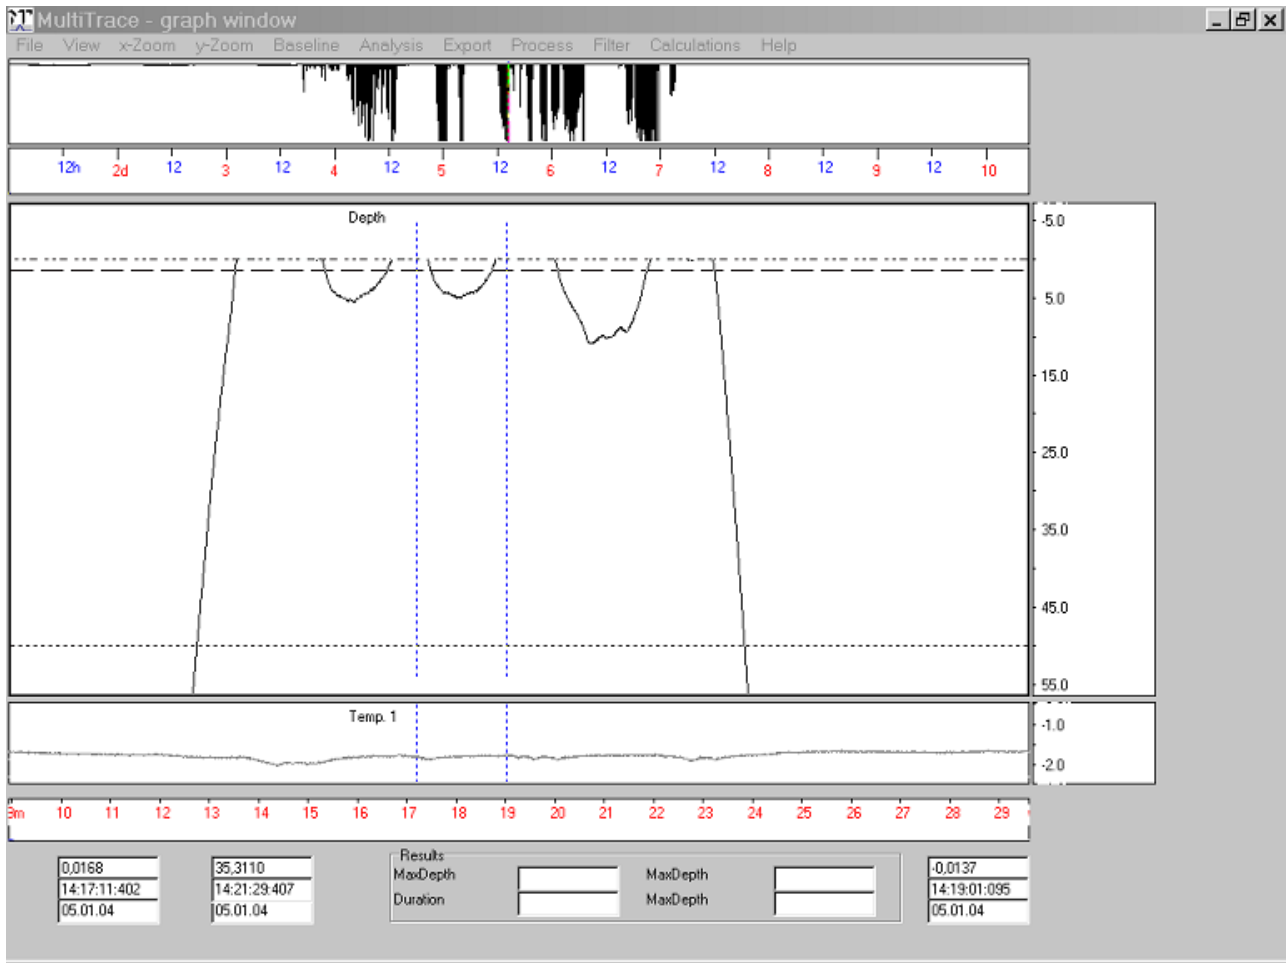 MultiTrace - graph window
File View x-Zoom y-Zoom Baseline Analysis Export Process Filter Calculations Help
12h 2d 12 3 12 4 12 5 12 6 12 7 12 8 12 9 12 10
Depth
-5.0
5.0
15.0
25.0
35.0
45.0
55.0
Temp. 1
-1.0
-2.0
10 11 12 13 14 15 16 17 18 19 20 21 22 23 24 25 26 27 28 29
Results
0,0168 35,3110 MaxDepth MaxDepth -0,0137
14:17:11:402 14:21:29:407 Duration MaxDepth 14:19:01:095
05.01.04 05.01.04 05.01.04